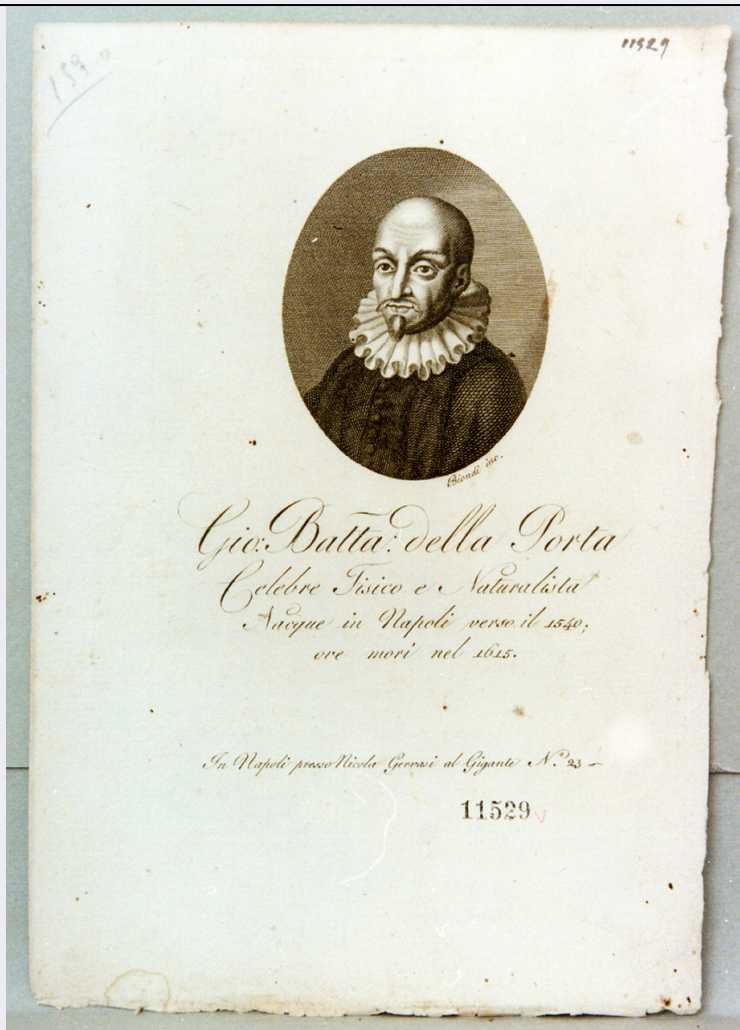 11529
159
Biondi inc.
Gio: Batta: della Porta
Celebre Fisico e Naturalista
Nacque in Napoli verso il 1540;
ove morì nel 1615.
In Napoli presso Nicola Gervasi al Gigante N.º 23
11529